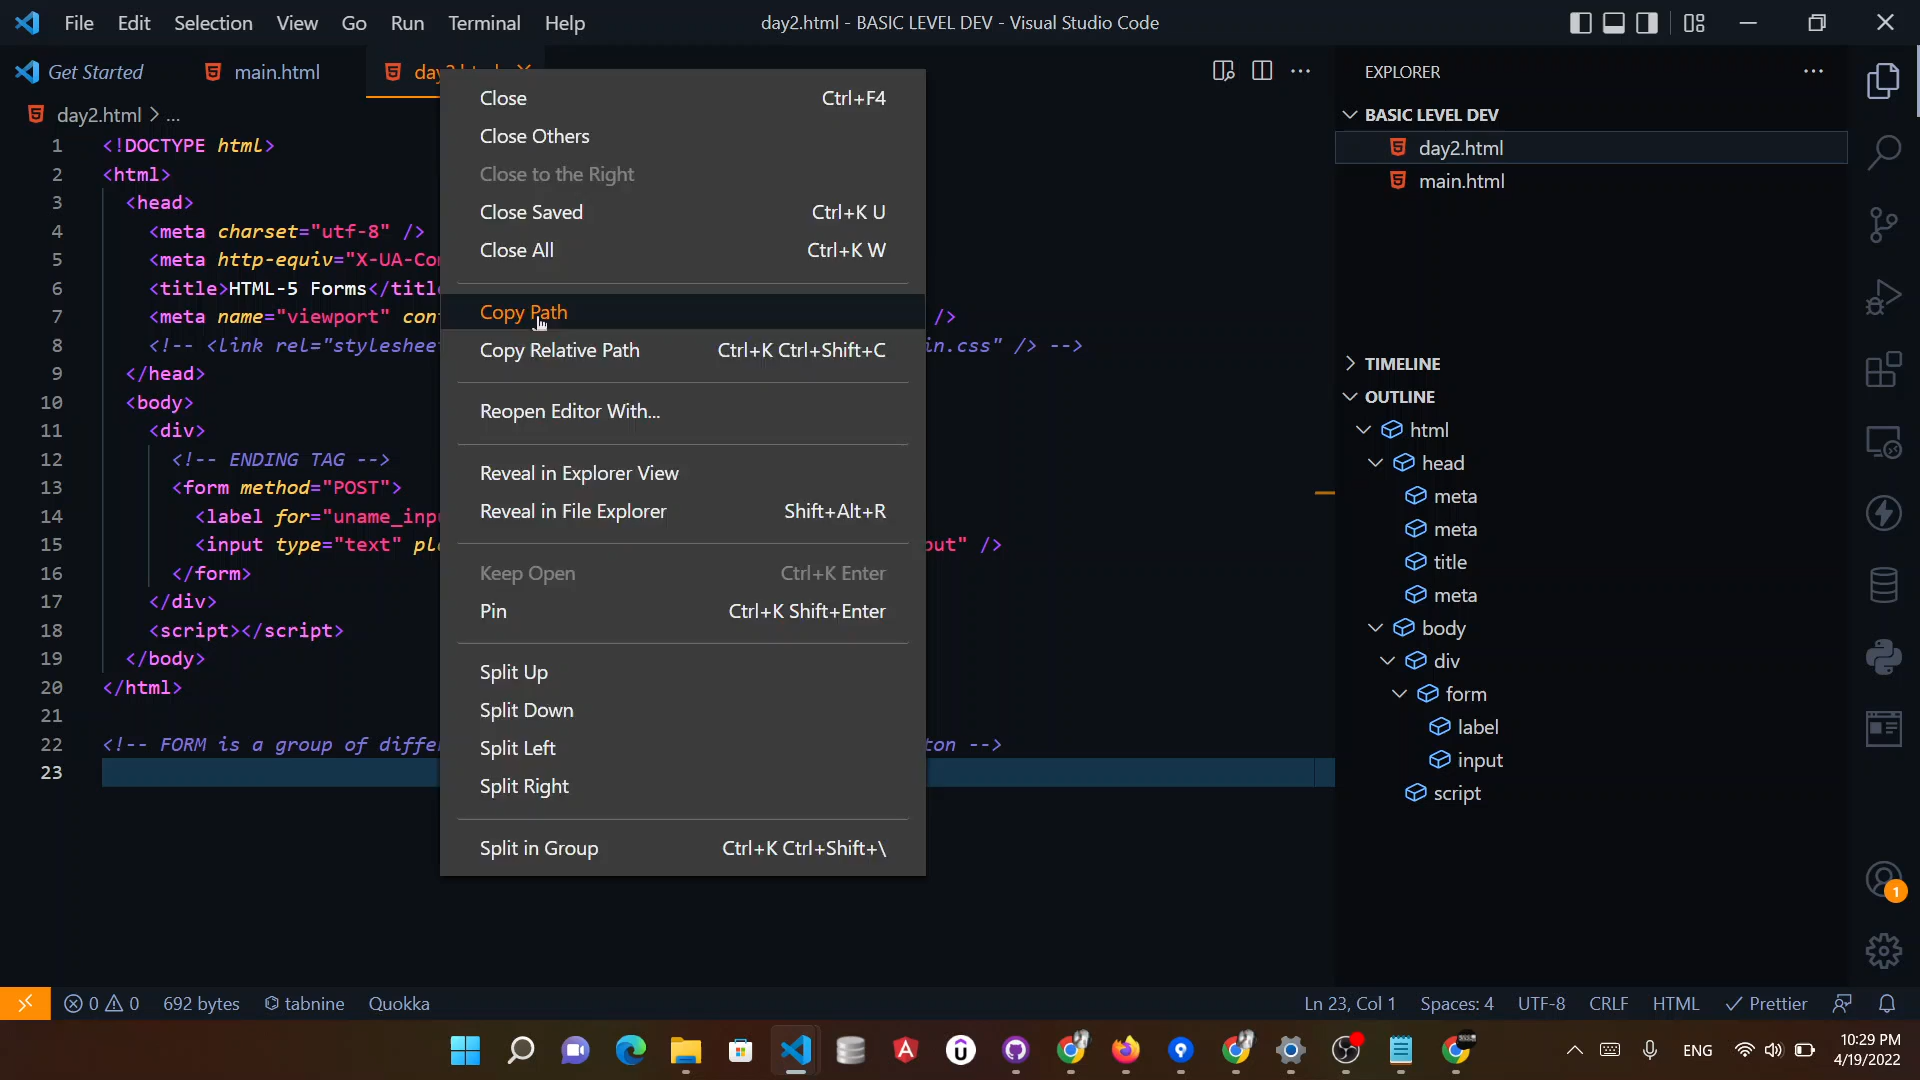 File Edit Selection View Go Run Terminal Help
day2.html - BASIC LEVEL DEV - Visual Studio Code
Get Started
main.html
day2.html
day2.html > ...
1 <!DOCTYPE html>
2 <html>
3 <head>
4 <meta charset="utf-8" />
5 <meta http-equiv="X-UA-Con
6 <title>HTML-5 Forms</title
7 <meta name="viewport" con />
8 <!-- <link rel="stylesheet in.css" /> -->
9 </head>
10 <body>
11 <div>
12 <!-- ENDING TAG -->
13 <form method="POST">
14 <label for="uname_inpu
15 <input type="text" pla put" />
16 </form>
17 </div>
18 <script></script>
19 </body>
20 </html>
21
22 <!-- FORM is a group of differ ton -->
23
Close Ctrl+F4
Close Others
Close to the Right
Close Saved Ctrl+K U
Close All Ctrl+K W
Copy Path
Copy Relative Path Ctrl+K Ctrl+Shift+C
Reopen Editor With...
Reveal in Explorer View
Reveal in File Explorer Shift+Alt+R
Keep Open Ctrl+K Enter
Pin Ctrl+K Shift+Enter
Split Up
Split Down
Split Left
Split Right
Split in Group Ctrl+K Ctrl+Shift+\
EXPLORER
BASIC LEVEL DEV
day2.html
main.html
TIMELINE
OUTLINE
html
head
meta
meta
title
meta
body
div
form
label
input
script
1
0 0 692 bytes tabnine Quokka
Ln 23, Col 1 Spaces: 4 UTF-8 CRLF HTML Prettier
ENG
10:29 PM
4/19/2022